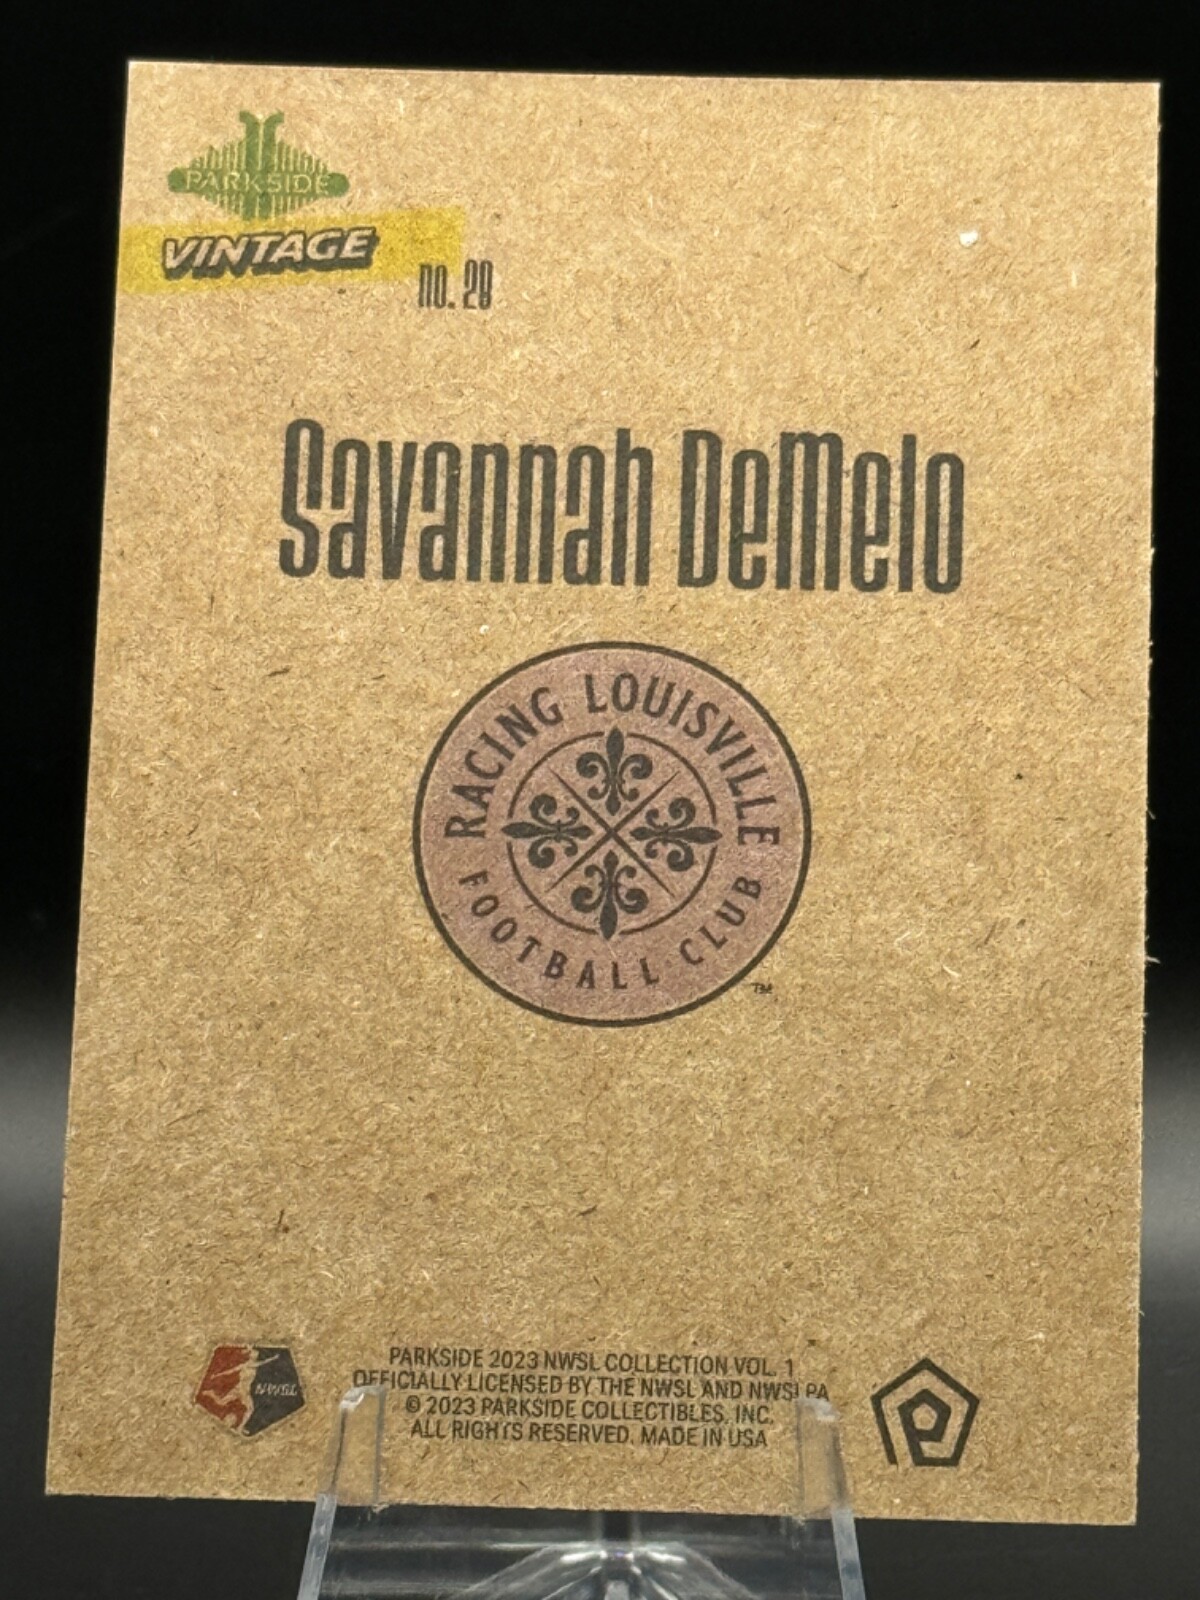 PARKSIDE
VINTAGE
no. 28
Savannah DeMelo
RACING LOUISVILLE
FOOTBALL CLUB
TM
NWSL
PARKSIDE 2023 NWSL COLLECTION VOL. 1
OFFICIALLY LICENSED BY THE NWSL AND NWSLPA
© 2023 PARKSIDE COLLECTIBLES, INC.
ALL RIGHTS RESERVED. MADE IN USA